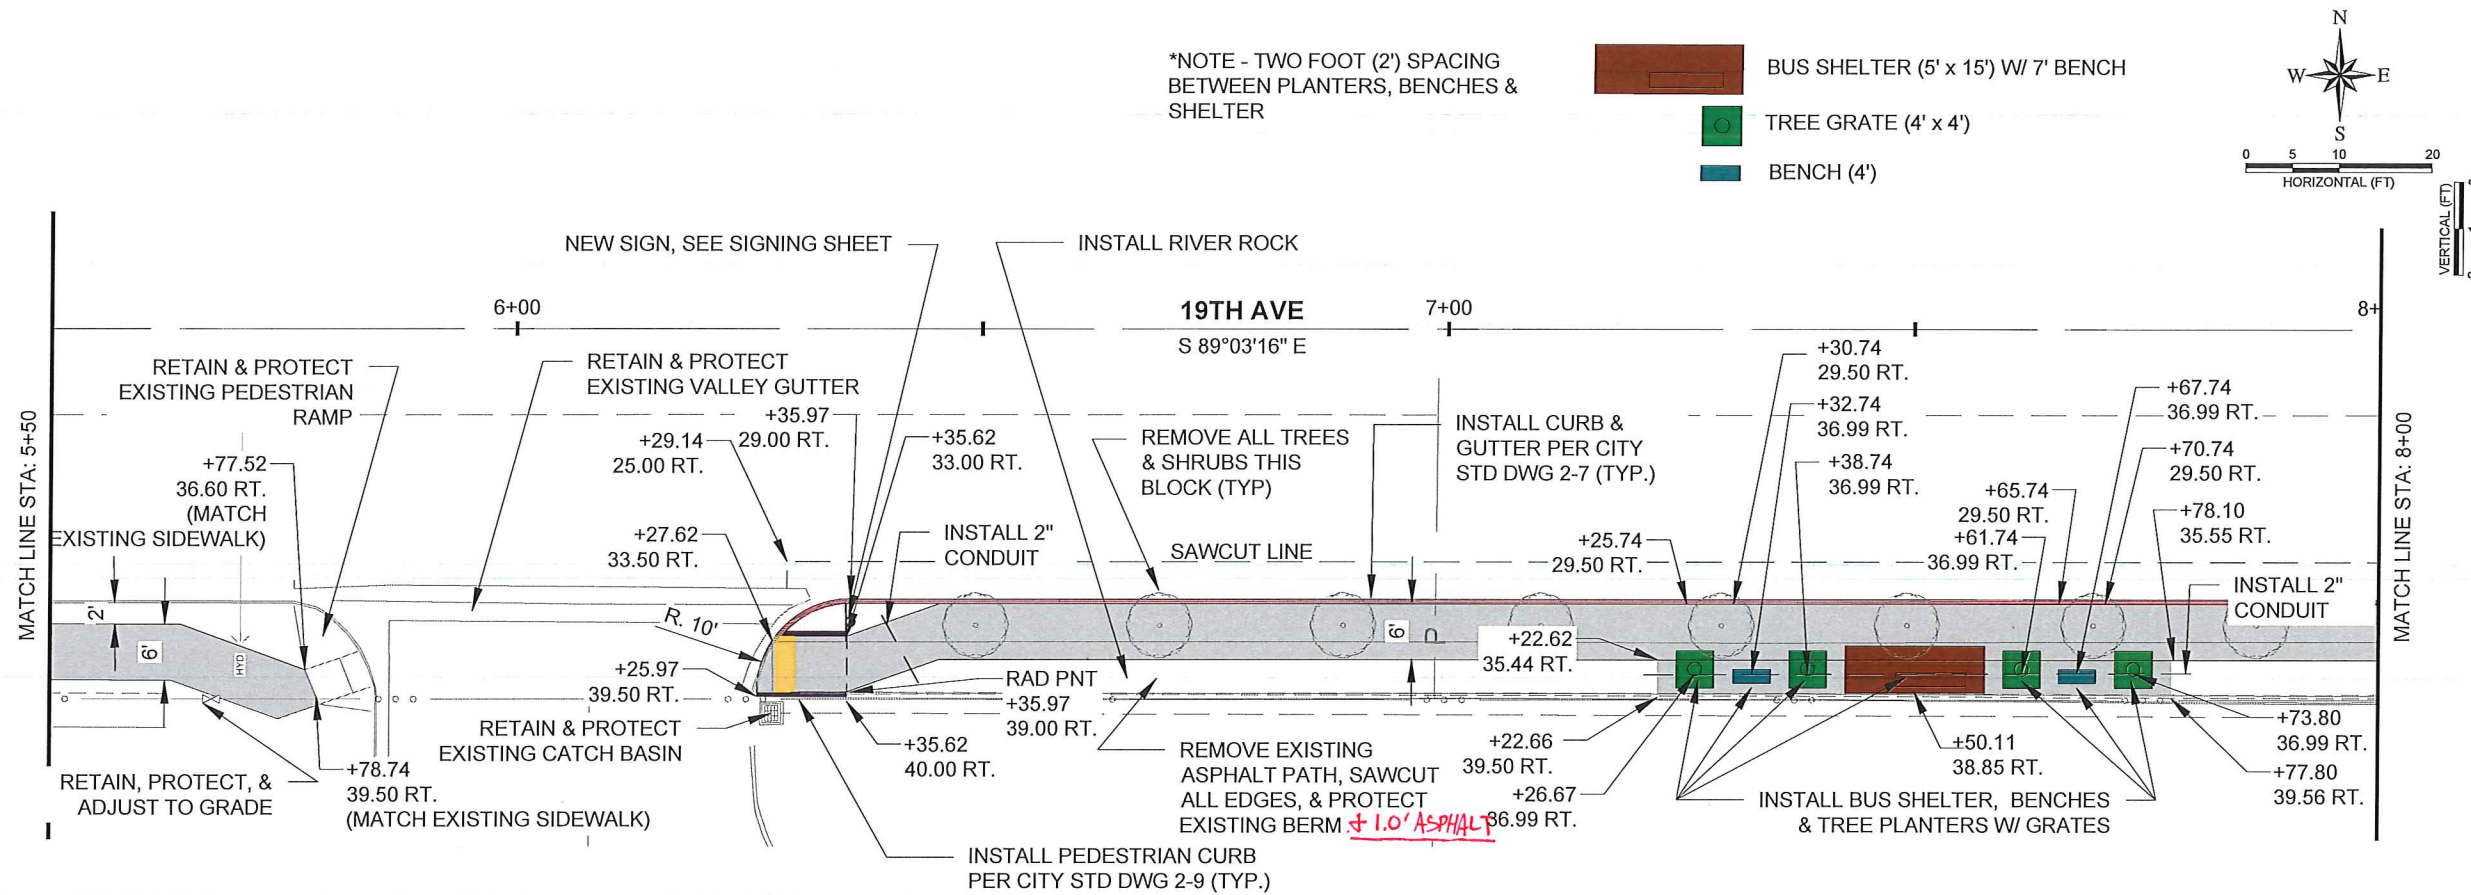 *NOTE - TWO FOOT (2') SPACING
BETWEEN PLANTERS, BENCHES &
SHELTER
BUS SHELTER (5' x 15') W/ 7' BENCH
TREE GRATE (4' x 4')
BENCH (4')
N
W
E
S
0 5 10 20
HORIZONTAL (FT)
VERTICAL (FT)
MATCH LINE STA: 5+50
NEW SIGN, SEE SIGNING SHEET
INSTALL RIVER ROCK
6+00
19TH AVE
7+00
8+
S 89°03'16" E
RETAIN & PROTECT
EXISTING PEDESTRIAN
RAMP
RETAIN & PROTECT
EXISTING VALLEY GUTTER
+35.97
29.00 RT.
+29.14
25.00 RT.
+35.62
33.00 RT.
REMOVE ALL TREES
& SHRUBS THIS
BLOCK (TYP)
INSTALL CURB &
GUTTER PER CITY
STD DWG 2-7 (TYP.)
+30.74
29.50 RT.
+32.74
36.99 RT.
+38.74
36.99 RT.
+67.74
36.99 RT.
+70.74
29.50 RT.
+65.74
29.50 RT.
+61.74
36.99 RT.
+78.10
35.55 RT.
+77.52
36.60 RT.
(MATCH
EXISTING SIDEWALK)
+27.62
33.50 RT.
INSTALL 2"
CONDUIT
SAWCUT LINE
+25.74
29.50 RT.
INSTALL 2"
CONDUIT
MATCH LINE STA: 8+00
2'
6'
HYD
R. 10'
6'
P
+22.62
35.44 RT.
+25.97
39.50 RT.
RAD PNT
+35.97
39.00 RT.
RETAIN & PROTECT
EXISTING CATCH BASIN
+35.62
40.00 RT.
REMOVE EXISTING
ASPHALT PATH, SAWCUT
ALL EDGES, & PROTECT
EXISTING BERM + 1.0' ASPHALT
+22.66
39.50 RT.
+26.67
36.99 RT.
±50.11
38.85 RT.
+73.80
36.99 RT.
+77.80
39.56 RT.
RETAIN, PROTECT, &
ADJUST TO GRADE
+78.74
39.50 RT.
(MATCH EXISTING SIDEWALK)
INSTALL BUS SHELTER, BENCHES
& TREE PLANTERS W/ GRATES
INSTALL PEDESTRIAN CURB
PER CITY STD DWG 2-9 (TYP.)